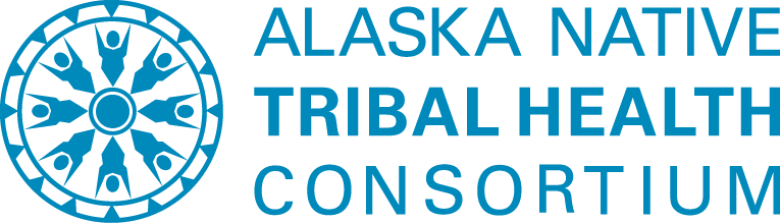 ALASKA NATIVE
TRIBAL HEALTH
CONSORTIUM